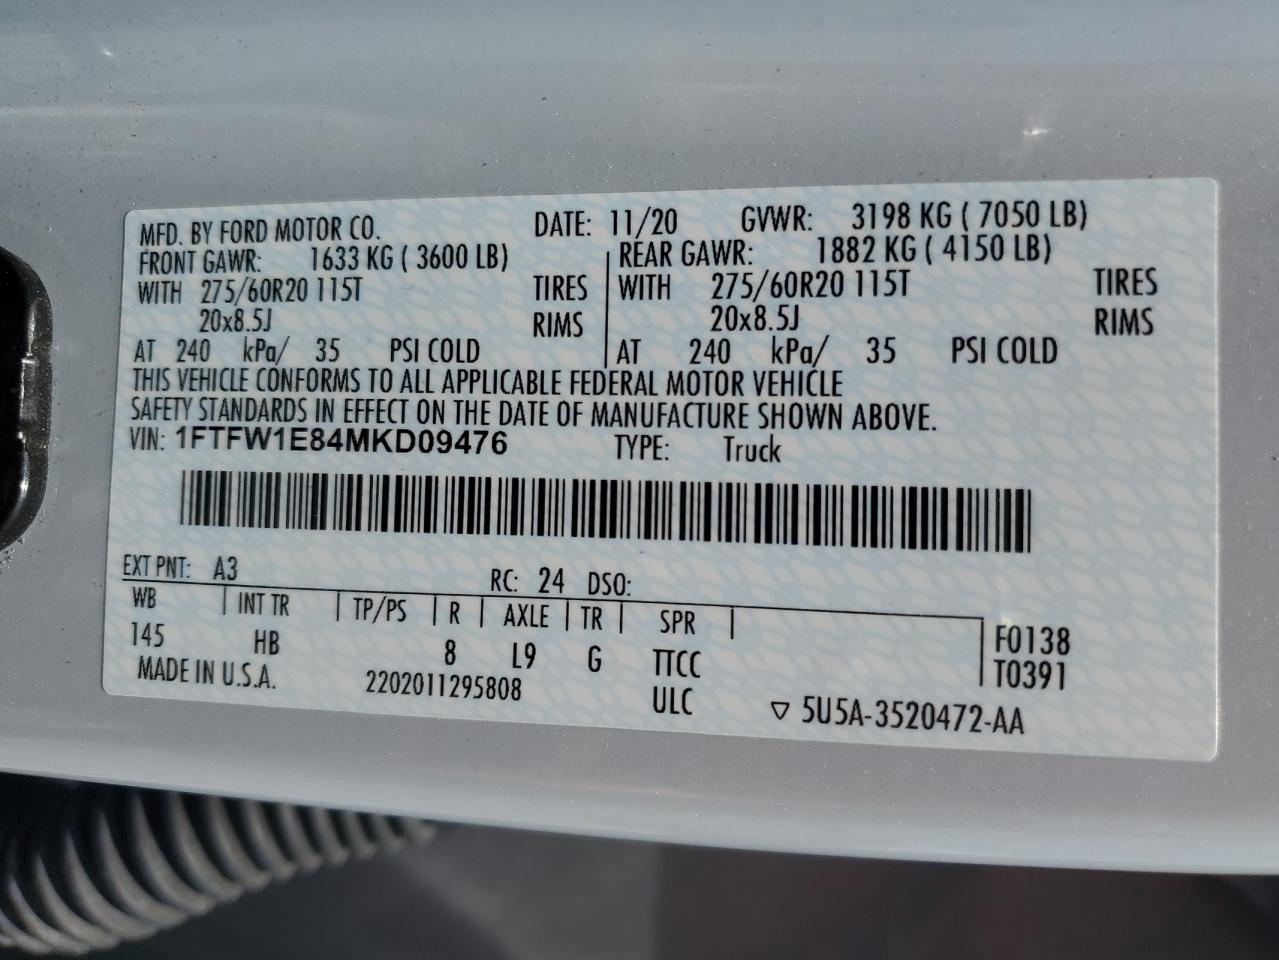 MFD. BY FORD MOTOR CO. DATE: 11/20 GVWR: 3198 KG ( 7050 LB)
FRONT GAWR: 1633 KG ( 3600 LB) REAR GAWR: 1882 KG ( 4150 LB)
WITH 275/60R20 115T TIRES WITH 275/60R20 115T TIRES
20x8.5J RIMS 20x8.5J RIMS
AT 240 kPa/ 35 PSI COLD AT 240 kPa/ 35 PSI COLD
THIS VEHICLE CONFORMS TO ALL APPLICABLE FEDERAL MOTOR VEHICLE
SAFETY STANDARDS IN EFFECT ON THE DATE OF MANUFACTURE SHOWN ABOVE.
VIN: 1FTFW1E84MKD09476 TYPE: Truck
EXT PNT: A3 RC: 24 DSO:
WB INT TR TP/PS R AXLE TR SPR F0138
145 HB 8 L9 G TTCC T0391
MADE IN U.S.A. 2202011295808 ULC ▽ 5U5A-3520472-AA